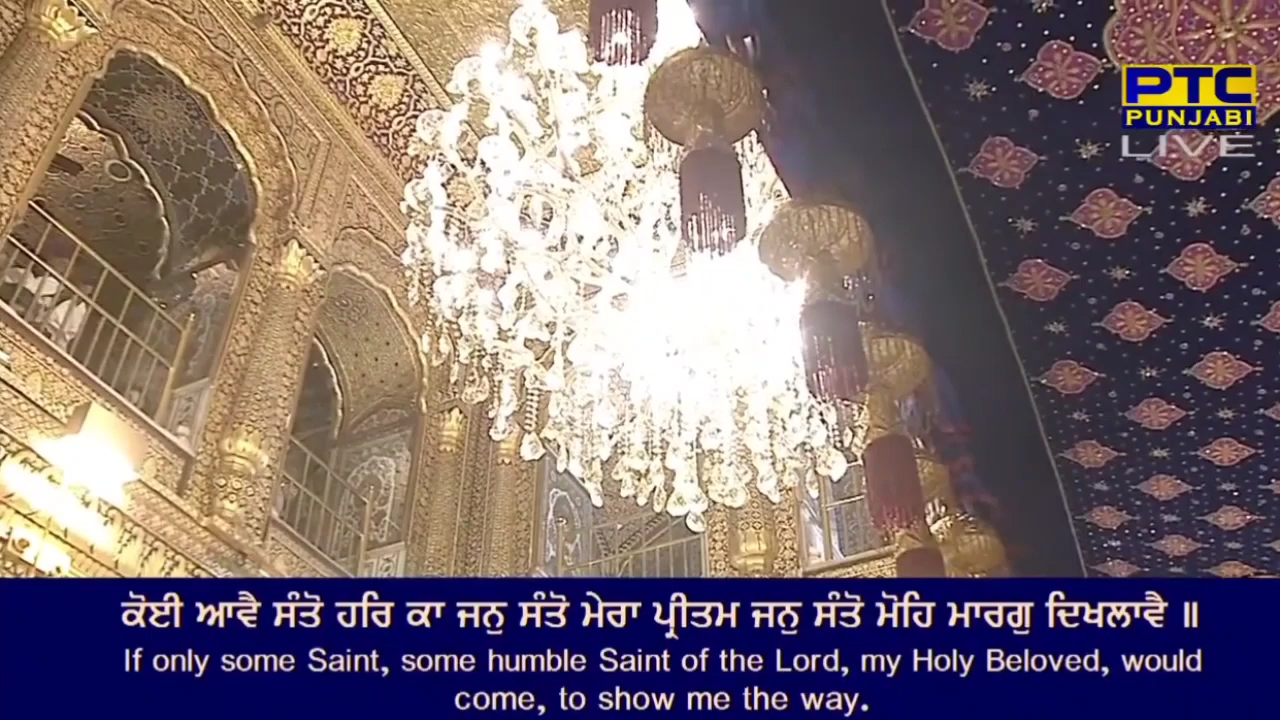 PTC
PUNJABI
LIVE
ਕੋਈ ਆਵੈ ਸੰਤੋ ਹਰਿ ਕਾ ਜਨੁ ਸੰਤੋ ਮੇਰਾ ਪ੍ਰੀਤਮ ਜਨੁ ਸੰਤੋ ਮੋਹਿ ਮਾਰਗੁ ਦਿਖਲਾਵੈ ॥
If only some Saint, some humble Saint of the Lord, my Holy Beloved, would
come, to show me the way.